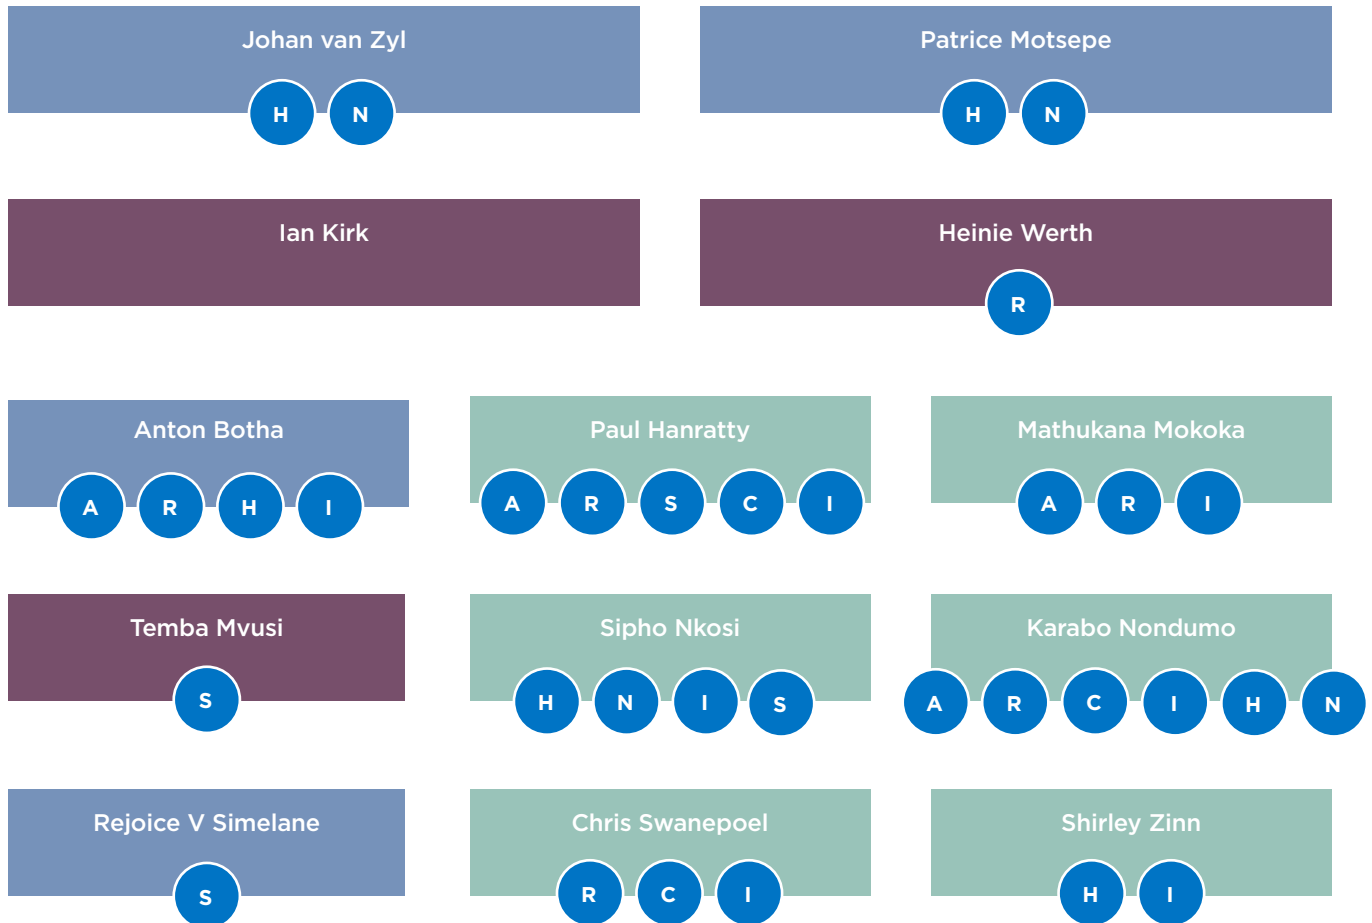 Johan van Zyl
H N
Patrice Motsepe
H N
Ian Kirk
Heinie Werth
R
Anton Botha
A R H I
Paul Hanratty
A R S C I
Mathukana Mokoka
A R I
Temba Mvusi
S
Sipho Nkosi
H N I S
Karabo Nondumo
A R C I H N
Rejoice V Simelane
S
Chris Swanepoel
R C I
Shirley Zinn
H I